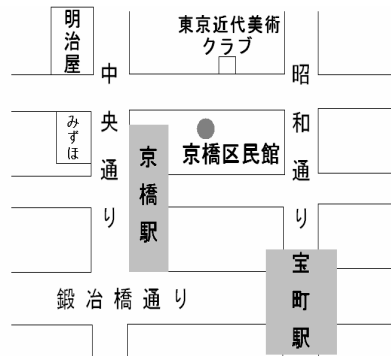 明治屋
東京近代美術
クラブ
中央通り
昭和通り
みずほ
京橋区民館
京橋駅
宝町駅
鍛冶橋通り